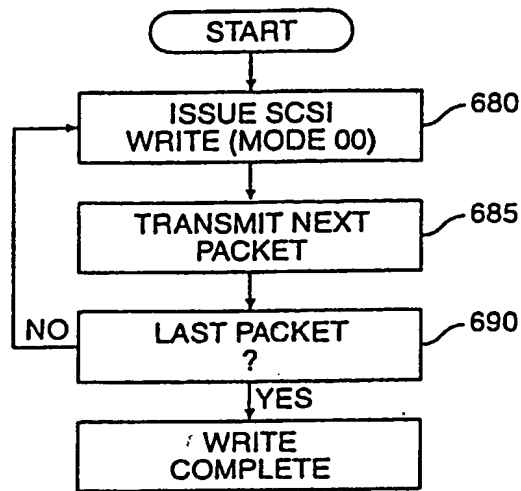 START
ISSUE SCSI
WRITE (MODE 00)
680
TRANSMIT NEXT
PACKET
685
LAST PACKET
?
690
NO
YES
WRITE
COMPLETE